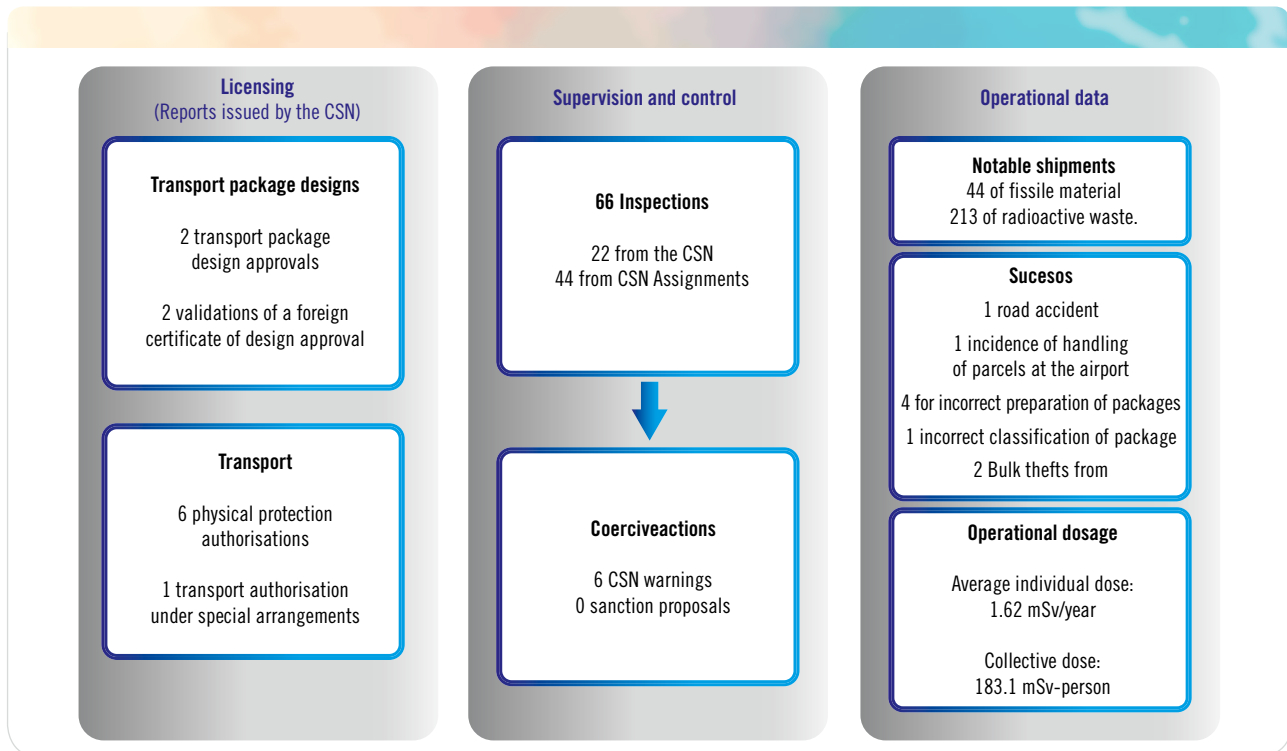 Licensing
(Reports issued by the CSN)
Transport package designs
2 transport package
design approvals
2 validations of a foreign
certificate of design approval
Transport
6 physical protection
authorisations
1 transport authorisation
under special arrangements
Supervision and control
66 Inspections
22 from the CSN
44 from CSN Assignments
Coerciveactions
6 CSN warnings
0 sanction proposals
Operational data
Notable shipments
44 of fissile material
213 of radioactive waste.
Sucesos
1 road accident
1 incidence of handling
of parcels at the airport
4 for incorrect preparation of packages
1 incorrect classification of package
2 Bulk thefts from
Operational dosage
Average individual dose:
1.62 mSv/year
Collective dose:
183.1 mSv-person